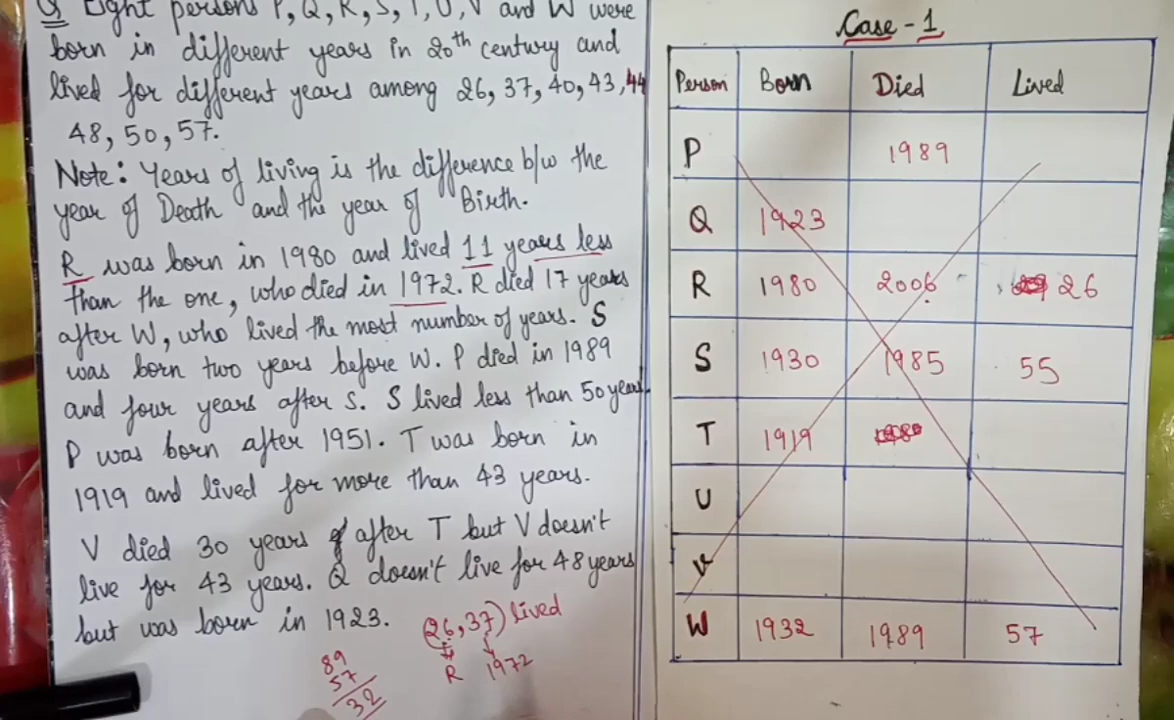 Q Eight persons P, Q, R, S, T, U, V and W were
born in different years in 20th century and
lived for different years among 26, 37, 40, 43, 44
48, 50, 57.
Note: Years of living is the difference b/w the
year of Death and the year of Birth.
R was born in 1980 and lived 11 years less
than the one, who died in 1972. R died 17 years
after W, who lived the most number of years. S
was born two years before W. P died in 1989
and four years after S. S lived less than 50 years.
P was born after 1951. T was born in
1919 and lived for more than 43 years.
V died 30 years after T but V doesn't
live for 43 years. Q doesn't live for 48 years
but was born in 1923.
(26, 37) lived
R 1972
89
57
32
Case - 1
Person Born Died Lived
P 1989
Q 1923
R 1980 2006 26
S 1930 1985 55
T 1919
U
V
W 1932 1989 57